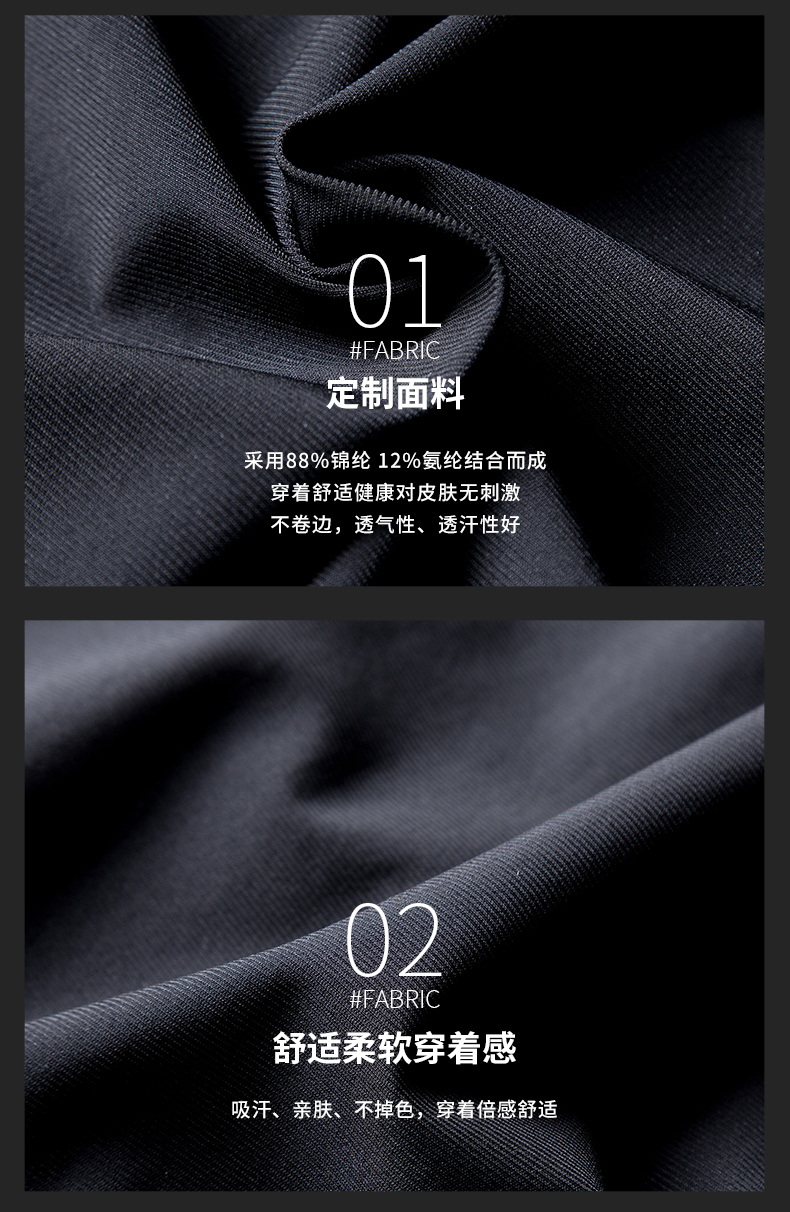 01
#FABRIC
定制面料
采用88%锦纶 12%氨纶结合而成
穿着舒适健康对皮肤无刺激
不卷边，透气性、透汗性好
02
#FABRIC
舒适柔软穿着感
吸汗、亲肤、不掉色，穿着倍感舒适